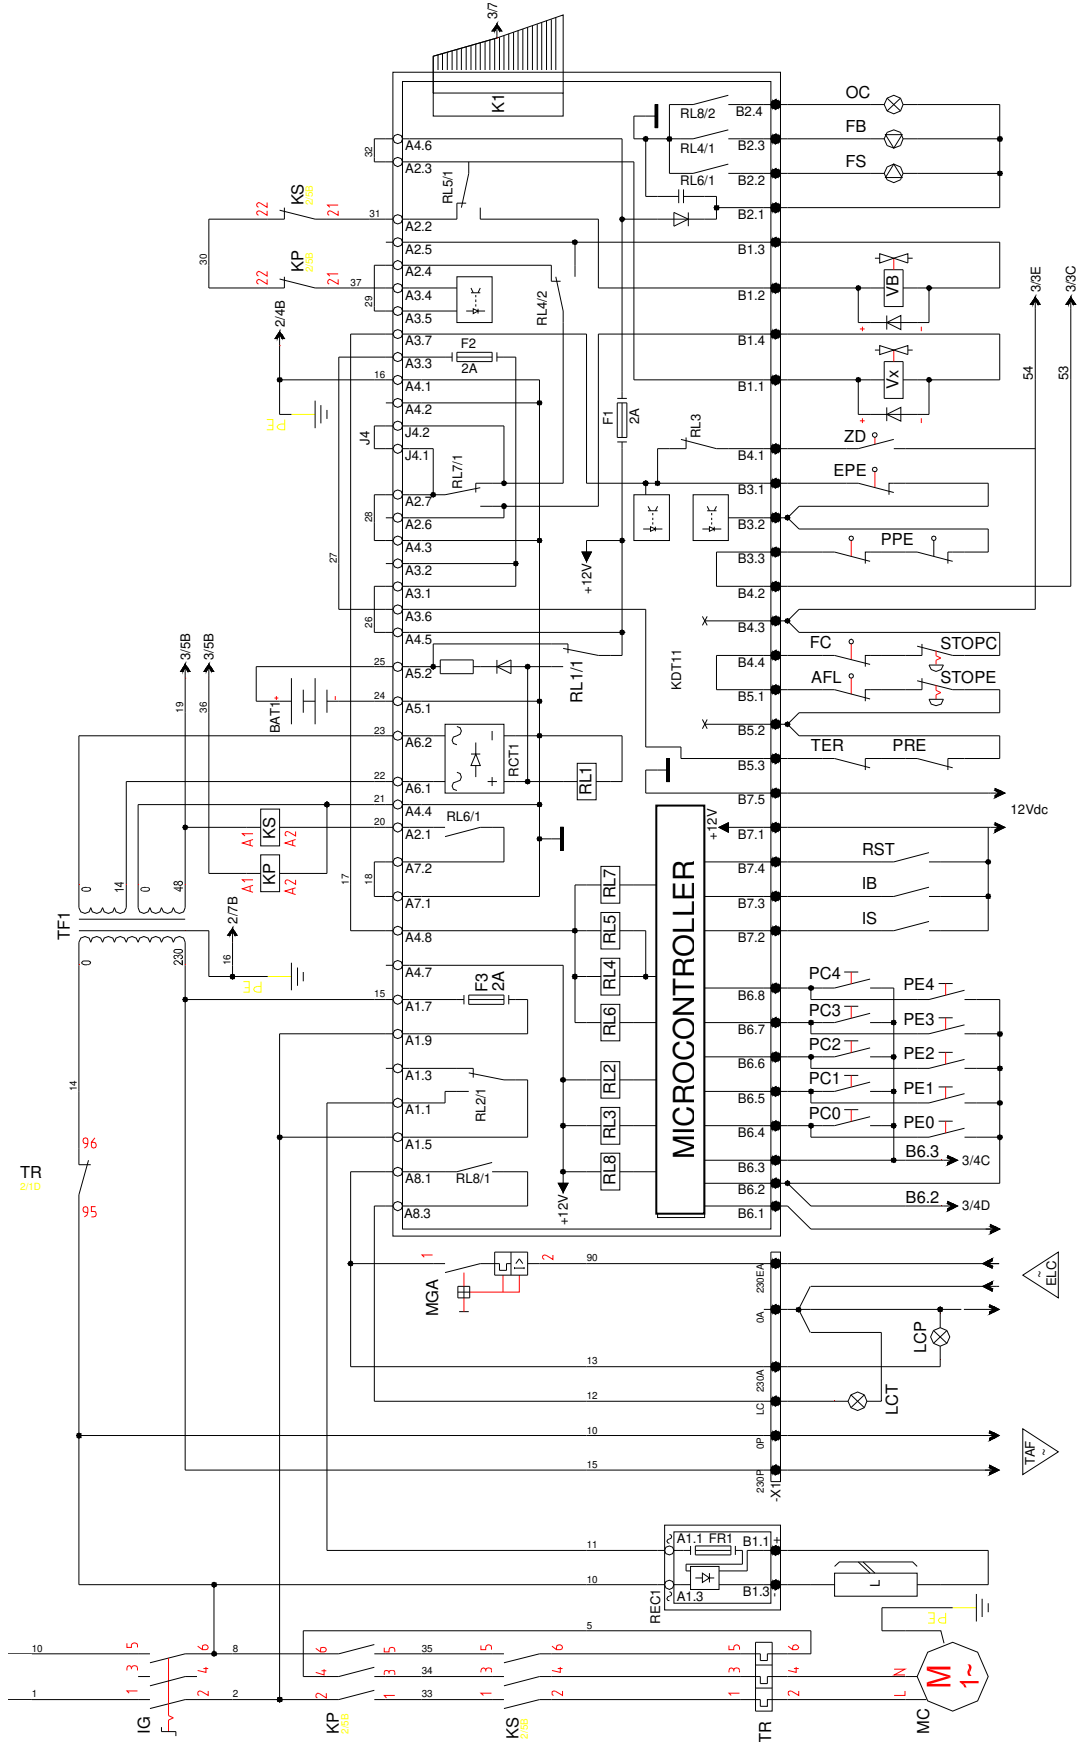 3/7
K1
OC
FB
FS
RL8/2
B2.4
RL4/1
B2.3
RL6/1
B2.2
B2.1
A4.6
32
A2.3
RL5/1
KS
22
21
31
A2.2
A2.5
B1.3
30
KP
22
21
37
A2.4
A3.4
29
A3.5
RL4/2
B1.2
VB
+
-
3/3E
3/3C
2/4B
A3.7
F2
2A
A3.3
B1.4
16
A4.1
PE
A4.2
F1
2A
B1.1
Vx
+
-
54
53
J4
J4.2
J4.1
RL7/1
RL3
B4.1
ZD
EPE
B3.1
A2.7
28
A2.6
A4.3
B3.2
PPE
27
A3.2
B3.3
+12V
A3.1
B4.2
26
A3.6
A4.5
B4.3
3/5B
3/5B
25
A5.2
RL1/1
KDT11
FC
STOPC
B4.4
AFL
STOPE
B5.1
19
36
BAT1
+
-
24
A5.1
B5.2
23
A6.2
RCT1
TER
PRE
B5.3
22
A6.1
RL1
B7.5
21
A4.4
12Vdc
KS
A1
A2
20
A2.1
RL6/1
+12V
B7.1
KP
A1
A2
A7.2
RST
B7.4
17
18
A7.1
RL7
IB
B7.3
TF1
0
14
0
48
0
230
2/7B
16
PE
A4.8
RL5
IS
B7.2
A4.7
RL4
MICROCONTROLLER
15
A1.7
F3
2A
RL6
PC4
PE4
B6.8
A1.9
PC3
PE3
B6.7
A1.3
RL2
PC2
PE2
B6.6
14
A1.1
RL2/1
PC1
PE1
B6.5
A1.5
RL3
PC0
PE0
B6.4
TR
96
95
A8.1
RL8/1
RL8
B6.3
B6.3
3/4C
A8.3
+12V
B6.2
B6.2
3/4D
B6.1
1
2
MGA
I>
90
230EA
~
ELC
0A
LCP
13
230A
12
LC
LCT
10
0P
TAF
~
15
230P
-X1
11
A1.1
FR1
B1.1
+
~
10
REC1
A1.3
B1.3
-
~
L
PE
10
5
6
8
3
4
1
1
2
2
IG
KP
6
5
4
3
2
1
35
34
33
5
KS
5
6
3
4
1
2
TR
5
6
3
4
1
2
N
L
MC
M
1~